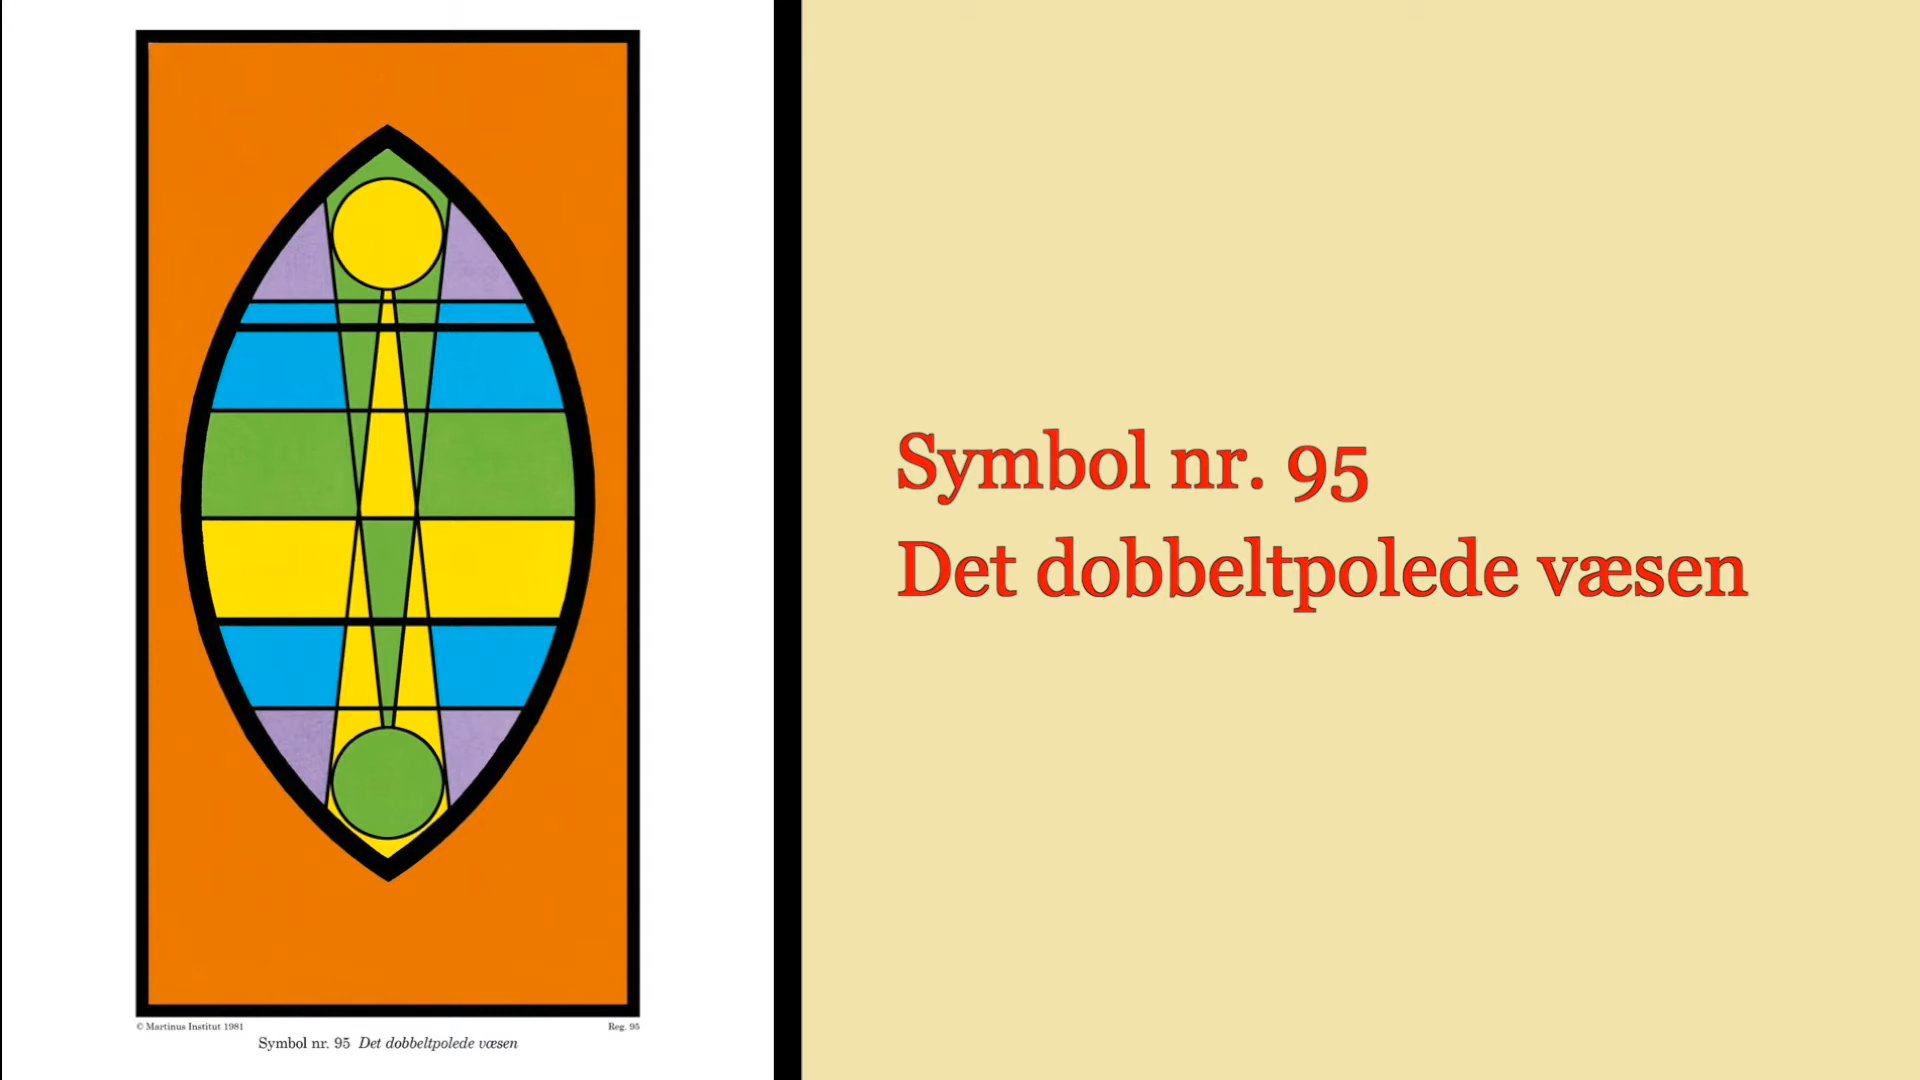 © Martinus Institut 1981
Reg. 95
Symbol nr. 95 Det dobbeltpolede væsen
Symbol nr. 95
Det dobbeltpolede væsen